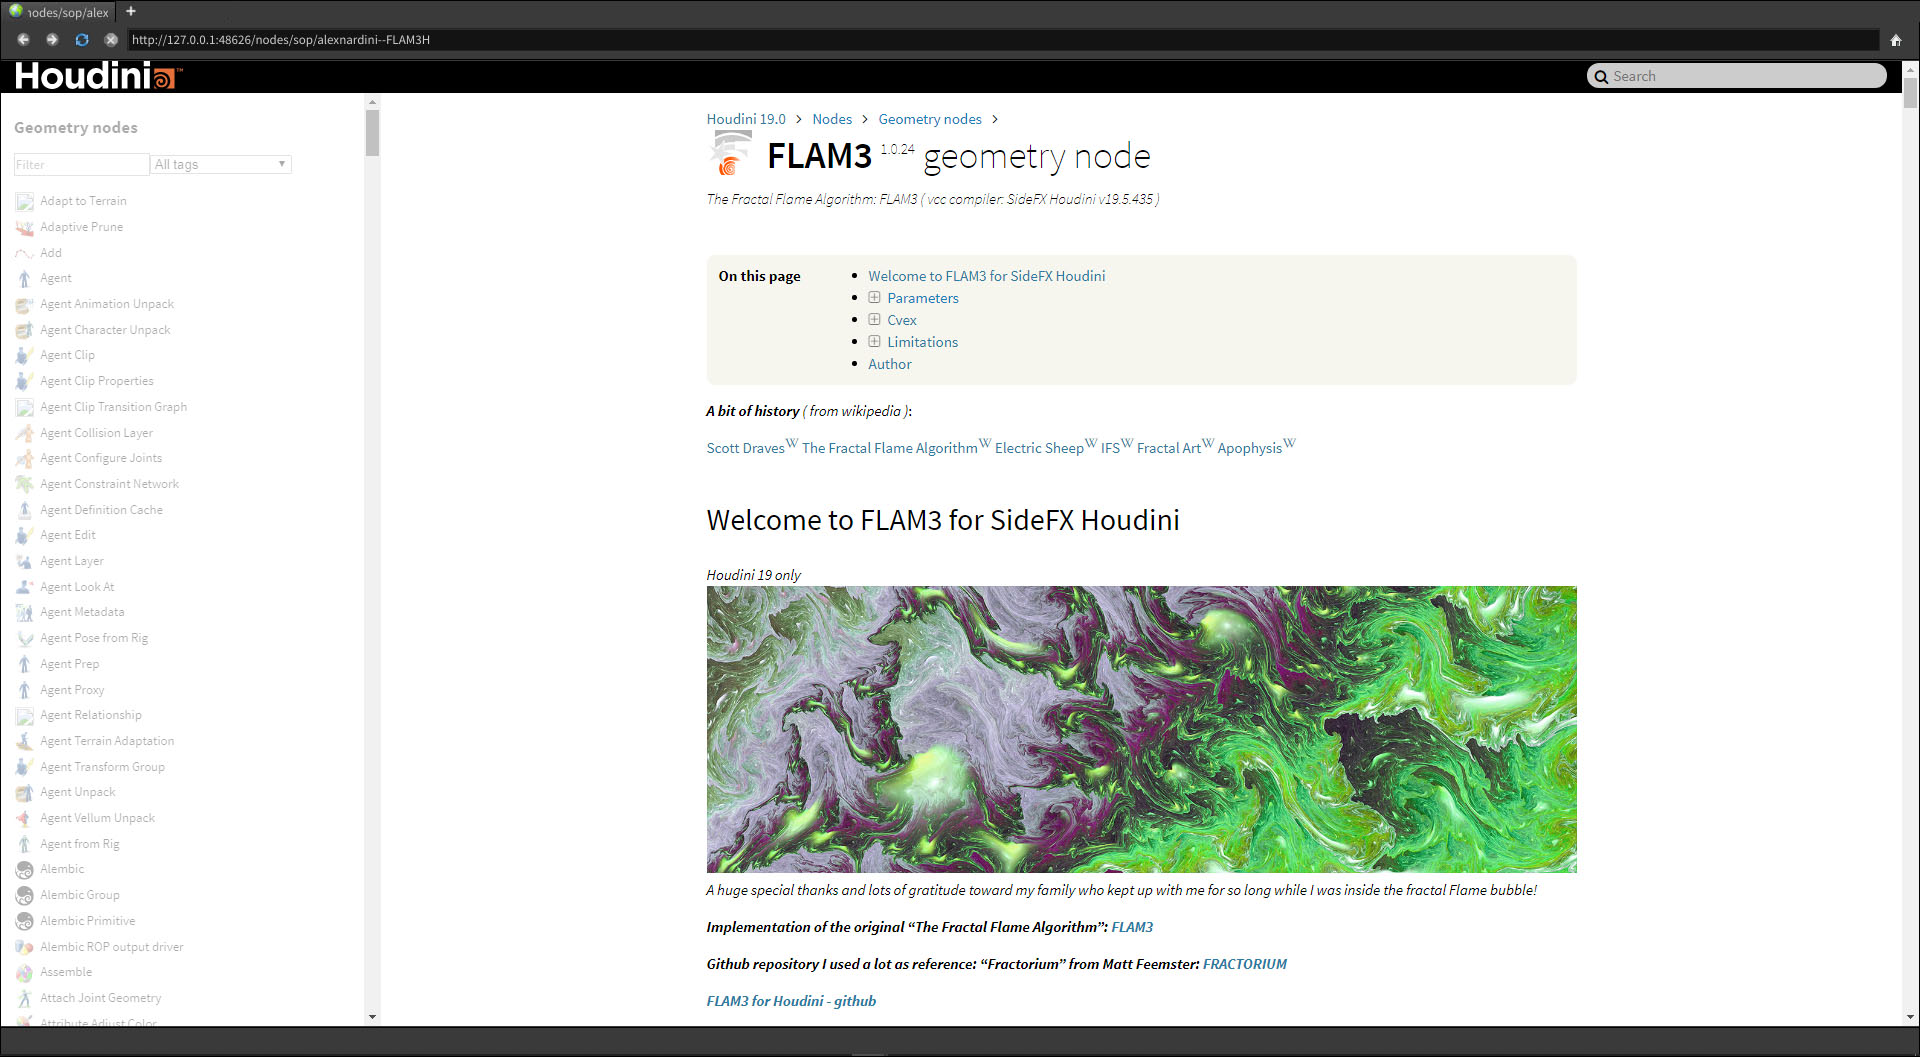 nodes/sop/alex
http://127.0.0.1:48626/nodes/sop/alexnardini--FLAM3H
Houdini™
Search
Geometry nodes
Filter
All tags
Adapt to Terrain
Adaptive Prune
Add
Agent
Agent Animation Unpack
Agent Character Unpack
Agent Clip
Agent Clip Properties
Agent Clip Transition Graph
Agent Collision Layer
Agent Configure Joints
Agent Constraint Network
Agent Definition Cache
Agent Edit
Agent Layer
Agent Look At
Agent Metadata
Agent Pose from Rig
Agent Prep
Agent Proxy
Agent Relationship
Agent Terrain Adaptation
Agent Transform Group
Agent Unpack
Agent Vellum Unpack
Agent from Rig
Alembic
Alembic Group
Alembic Primitive
Alembic ROP output driver
Assemble
Attach Joint Geometry
Attribute Adjust Color
Houdini 19.0 > Nodes > Geometry nodes >
FLAM3 1.0.24 geometry node
The Fractal Flame Algorithm: FLAM3 ( vcc compiler: SideFX Houdini v19.5.435 )
On this page
Welcome to FLAM3 for SideFX Houdini
Parameters
Cvex
Limitations
Author
A bit of history ( from wikipedia ):
Scott Draves W The Fractal Flame Algorithm W Electric Sheep W IFS W Fractal Art W Apophysis W
Welcome to FLAM3 for SideFX Houdini
Houdini 19 only
A huge special thanks and lots of gratitude toward my family who kept up with me for so long while I was inside the fractal Flame bubble!
Implementation of the original “The Fractal Flame Algorithm”: FLAM3
Github repository I used a lot as reference: “Fractorium” from Matt Feemster: FRACTORIUM
FLAM3 for Houdini - github